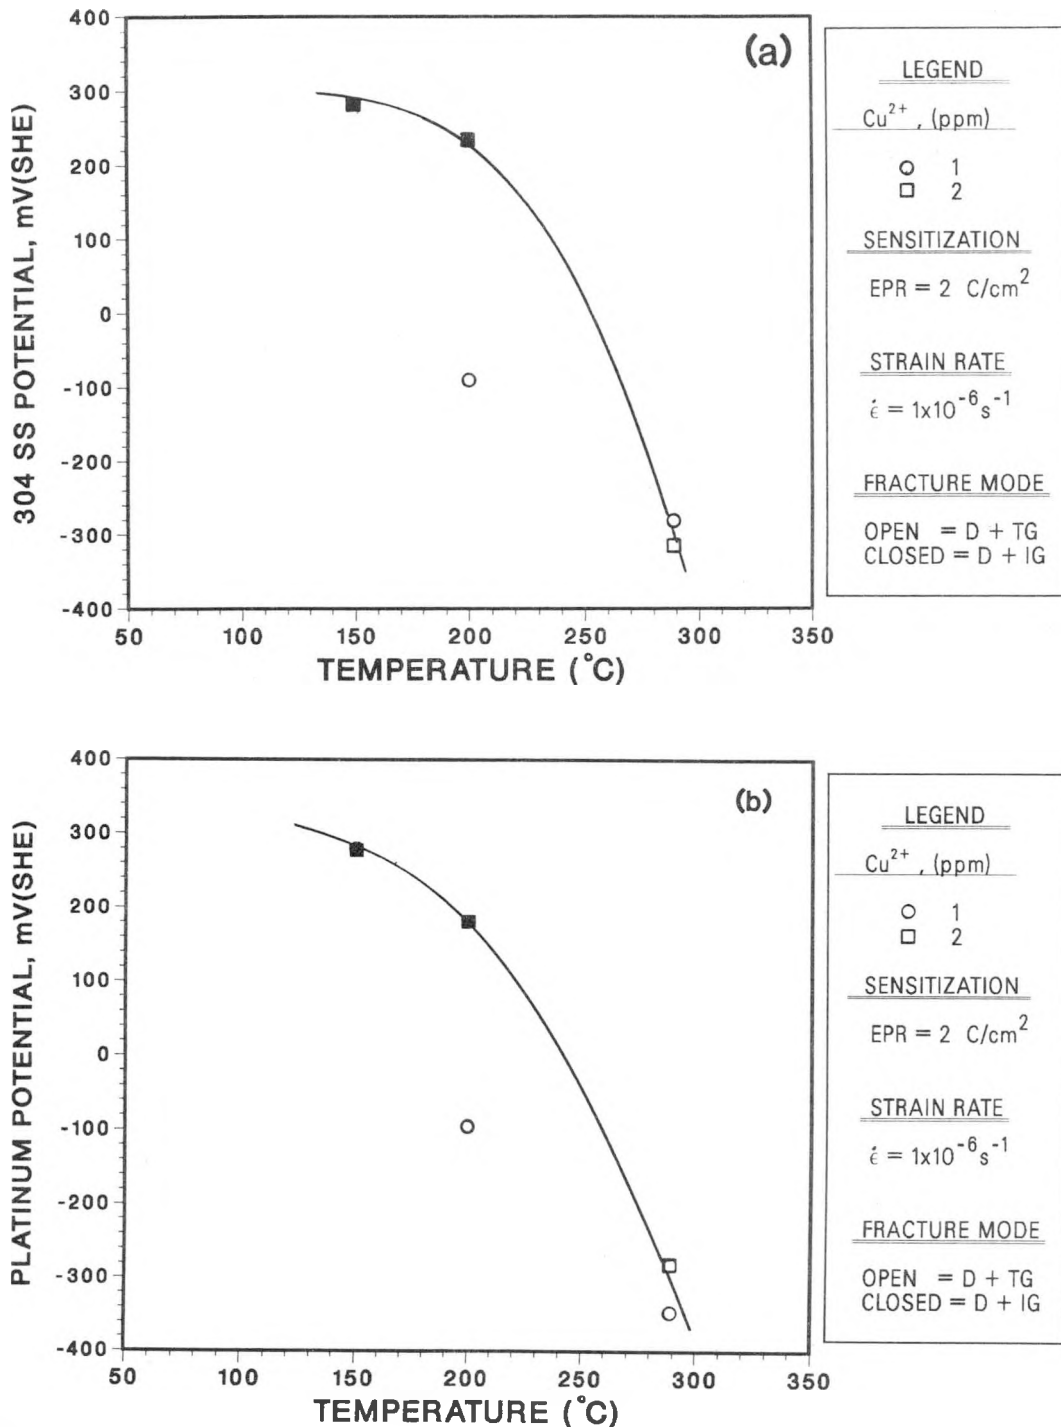 (a)
304 SS POTENTIAL, mV(SHE)
400
300
200
100
0
-100
-200
-300
-400
50
100
150
200
250
300
350
TEMPERATURE (°C)
LEGEND
Cu²⁺, (ppm)
1
2
SENSITIZATION
EPR = 2 C/cm²
STRAIN RATE
ε̇ = 1x10⁻⁶s⁻¹
FRACTURE MODE
OPEN = D + TG
CLOSED = D + IG
(b)
PLATINUM POTENTIAL, mV(SHE)
400
300
200
100
0
-100
-200
-300
-400
50
100
150
200
250
300
350
TEMPERATURE (°C)
LEGEND
Cu²⁺, (ppm)
1
2
SENSITIZATION
EPR = 2 C/cm²
STRAIN RATE
ε̇ = 1x10⁻⁶s⁻¹
FRACTURE MODE
OPEN = D + TG
CLOSED = D + IG